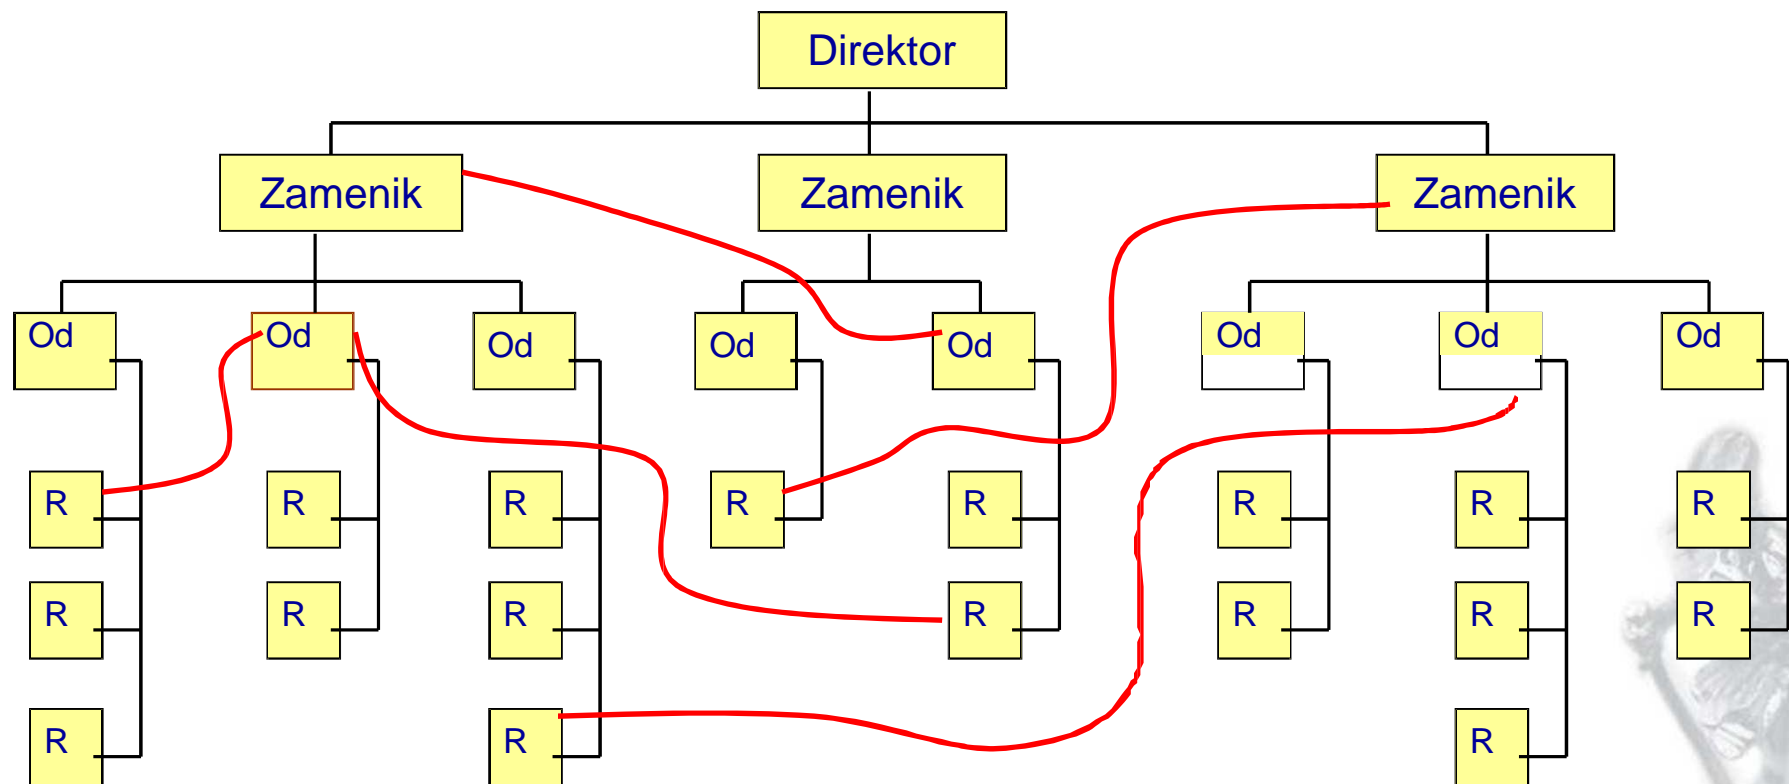 Direktor
Zamenik Zamenik Zamenik
Od Od Od Od Od Od Od Od
R R R R R R R R
R R R R R R R
R R R